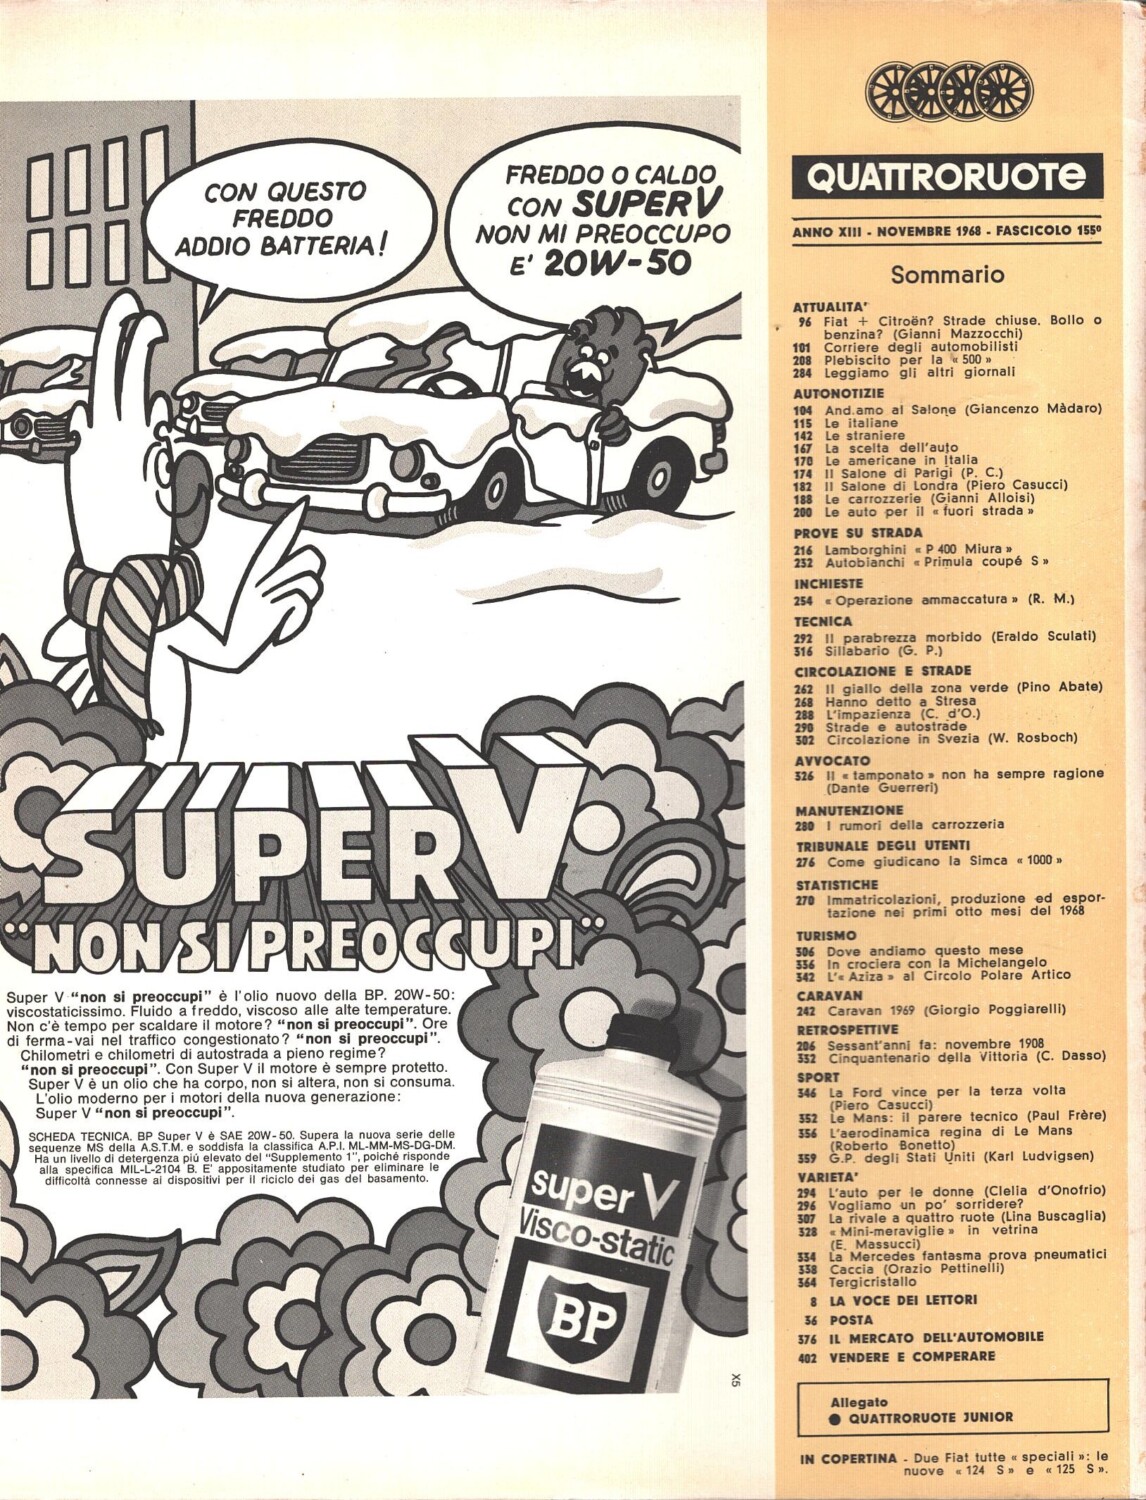 CON QUESTO
FREDDO
ADDIO BATTERIA!
FREDDO O CALDO
CON SUPERV
NON MI PREOCCUPO
E' 20W-50
SUPERV
"NON SI PREOCCUPI"
Super V "non si preoccupi" è l'olio nuovo della BP. 20W-50:
viscostaticissimo. Fluido a freddo, viscoso alle alte temperature.
Non c'è tempo per scaldare il motore? "non si preoccupi". Ore
di ferma-vai nel traffico congestionato? "non si preoccupi".
Chilometri e chilometri di autostrada a pieno regime?
"non si preoccupi". Con Super V il motore è sempre protetto.
Super V è un olio che ha corpo, non si altera, non si consuma.
L'olio moderno per i motori della nuova generazione:
Super V "non si preoccupi".
SCHEDA TECNICA. BP Super V è SAE 20W-50. Supera la nuova serie delle
sequenze MS della A.S.T.M. e soddisfa la classifica A.P.I. ML-MM-MS-DG-DM.
Ha un livello di detergenza più elevato del "Supplemento 1", poiché risponde
alla specifica MIL-L-2104 B. E' appositamente studiato per eliminare le
difficoltà connesse ai dispositivi per il riciclo dei gas del basamento.
super V
Visco-static
BP
X5
QUATTRORUOTe
ANNO XIII - NOVEMBRE 1968 - FASCICOLO 155º
Sommario
ATTUALITA'
96 Fiat + Citroën? Strade chiuse. Bollo o
benzina? (Gianni Mazzocchi)
101 Corriere degli automobilisti
208 Plebiscito per la « 500 »
284 Leggiamo gli altri giornali
AUTONOTIZIE
104 And.amo al Salone (Giancenzo Màdaro)
115 Le italiane
142 Le straniere
167 La scelta dell'auto
170 Le americane in Italia
174 Il Salone di Parigi (P. C.)
182 Il Salone di Londra (Piero Casucci)
188 Le carrozzerie (Gianni Alloisi)
200 Le auto per il « fuori strada »
PROVE SU STRADA
216 Lamborghini « P 400 Miura »
232 Autobianchi « Primula coupé S »
INCHIESTE
254 « Operazione ammaccatura » (R. M.)
TECNICA
292 Il parabrezza morbido (Eraldo Sculati)
316 Sillabario (G. P.)
CIRCOLAZIONE E STRADE
262 Il giallo della zona verde (Pino Abate)
268 Hanno detto a Stresa
288 L'impazienza (C. d'O.)
290 Strade e autostrade
302 Circolazione in Svezia (W. Rosboch)
AVVOCATO
326 Il « tamponato » non ha sempre ragione
(Dante Guerreri)
MANUTENZIONE
280 I rumori della carrozzeria
TRIBUNALE DEGLI UTENTI
276 Come giudicano la Simca « 1000 »
STATISTICHE
270 Immatricolazioni, produzione ed espor-
tazione nei primi otto mesi del 1968
TURISMO
306 Dove andiamo questo mese
336 In crociera con la Michelangelo
342 L'« Aziza » al Circolo Polare Artico
CARAVAN
242 Caravan 1969 (Giorgio Poggiarelli)
RETROSPETTIVE
206 Sessant'anni fa: novembre 1908
332 Cinquantenario della Vittoria (C. Dasso)
SPORT
346 La Ford vince per la terza volta
(Piero Casucci)
352 Le Mans: il parere tecnico (Paul Frère)
356 L'aerodinamica regina di Le Mans
(Roberto Bonetto)
359 G.P. degli Stati Uniti (Karl Ludvigsen)
VARIETA'
294 L'auto per le donne (Clelia d'Onofrio)
296 Vogliamo un po' sorridere?
307 La rivale a quattro ruote (Lina Buscaglia)
328 « Mini-meraviglie » in vetrina
(E. Massucci)
334 La Mercedes fantasma prova pneumatici
338 Caccia (Orazio Pettinelli)
364 Tergicristallo
8 LA VOCE DEI LETTORI
36 POSTA
376 IL MERCATO DELL'AUTOMOBILE
402 VENDERE E COMPERARE
Allegato
● QUATTRORUOTE JUNIOR
IN COPERTINA - Due Fiat tutte « speciali »: le
nuove « 124 S » e « 125 S ».